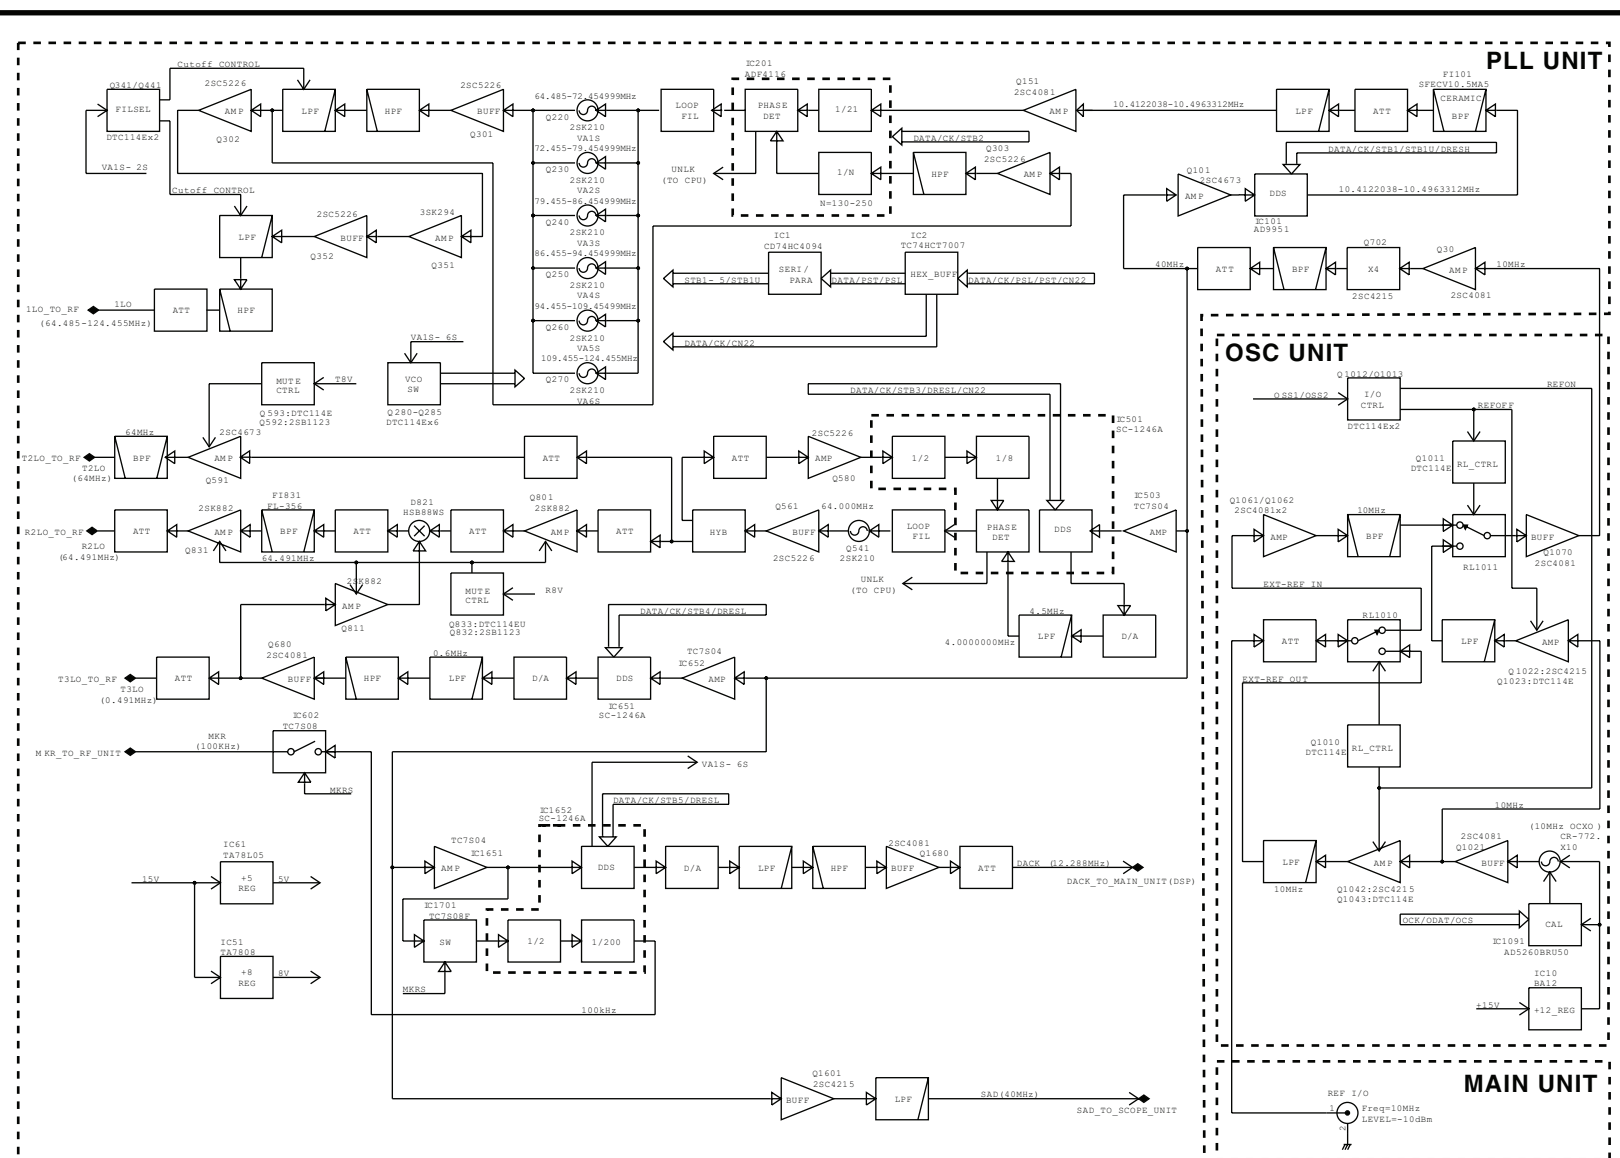 PLL UNIT
Q341/Q441
Cutoff CONTROL
FILSEL
DTC114Ex2
VA1S- 2S
2SC5226
AMP
Q302
LPF
HPF
2SC5226
BUFF
Q301
64.485-72.454999MHz
Q220
2SK210
VA1S
72.455-79.454999MHz
Q230
2SK210
VA2S
79.455-86.454999MHz
Q240
2SK210
VA3S
86.455-94.454999MHz
Q250
2SK210
VA4S
94.455-109.45499MHz
Q260
2SK210
VA5S
109.455-124.455MHz
Q270
2SK210
VA6S
LOOP
FIL
IC201
ADF4116
PHASE
DET
1/21
1/N
N=130-250
UNLK
(TO CPU)
DATA/CK/STB2
Q151
2SC4081
AMP
10.4122038-10.4963312MHz
LPF
ATT
FI101
SFECV10.5MA5
CERAMIC
BPF
Q303
2SC5226
AMP
HPF
DATA/CK/STB1/STB1U/DRESH
Q101
2SC4673
AMP
DDS
IC101
AD9951
10.4122038-10.4963312MHz
Cutoff CONTROL
LPF
2SC5226
BUFF
Q352
3SK294
AMP
Q351
1LO_TO_RF
1LO
(64.485-124.455MHz)
ATT
HPF
IC1
CD74HC4094
SERI/
PARA
STB1- 5/STB1U
DATA/PST/PSL
IC2
TC74HCT7007
HEX_BUFF
DATA/CK/PSL/PST/CN22
DATA/CK/CN22
40MHz
ATT
BPF
Q702
X4
2SC4215
Q30
AMP
2SC4081
10MHz
MUTE
CTRL
T8V
Q593:DTC114E
Q592:2SB1123
VA1S- 6S
VCO
SW
Q280-Q285
DTC114Ex6
DATA/CK/STB3/DRESL/CN22
T2LO_TO_RF
T2LO
(64MHz)
64MHz
BPF
2SC4673
AMP
Q591
ATT
ATT
2SC5226
AMP
Q580
1/2
1/8
IC501
SC-1246A
R2LO_TO_RF
R2LO
(64.491MHz)
ATT
2SK882
AMP
Q831
FI831
FL-356
BPF
64.491MHz
ATT
D821
HSB88WS
ATT
Q801
2SK882
AMP
ATT
HYB
Q561
BUFF
2SC5226
64.000MHz
Q541
2SK210
LOOP
FIL
PHASE
DET
DDS
IC503
TC7S04
AMP
UNLK
(TO CPU)
2SK882
AMP
Q811
MUTE
CTRL
R8V
Q833:DTC114EU
Q832:2SB1123
DATA/CK/STB4/DRESL
4.0000000MHz
4.5MHz
LPF
D/A
T3LO_TO_RF
T3LO
(0.491MHz)
ATT
Q680
2SC4081
BUFF
HPF
0.6MHz
LPF
D/A
DDS
IC651
SC-1246A
TC7S04
IC652
AMP
MKR_TO_RF_UNIT
MKR
(100KHz)
IC602
TC7S08
MKRS
VA1S- 6S
DATA/CK/STB5/DRESL
IC1652
SC-1246A
TC7S04
IC1651
AMP
DDS
D/A
LPF
HPF
2SC4081
Q1680
BUFF
ATT
DACK (12.288MHz)
DACK_TO_MAIN_UNIT(DSP)
IC61
TA78L05
15V
+5
REG
5V
IC51
TA7808
+8
REG
8V
IC1701
TC7S08F
SW
MKRS
1/2
1/200
100kHz
Q1601
2SC4215
BUFF
LPF
SAD(40MHz)
SAD_TO_SCOPE_UNIT
OSC UNIT
Q1012/Q1013
OSS1/OSS2
I/O
CTRL
DTC114Ex2
REFON
REFOFF
Q1011
DTC114E
RL_CTRL
Q1061/Q1062
2SC4081x2
AMP
10MHz
BPF
RL1011
BUFF
Q1070
2SC4081
EXT-REF IN
ATT
RL1010
LPF
AMP
Q1022:2SC4215
Q1023:DTC114E
EXT-REF OUT
Q1010
DTC114E
RL_CTRL
10MHz
LPF
10MHz
AMP
Q1042:2SC4215
Q1043:DTC114E
2SC4081
Q1021
BUFF
(10MHz OCXO)
CR-772.
X10
OCK/ODAT/OCS
CAL
IC1091
AD5260BRU50
IC10
BA12
+15V
+12_REG
MAIN UNIT
REF I/O
1
2
Freq=10MHz
LEVEL=-10dBm